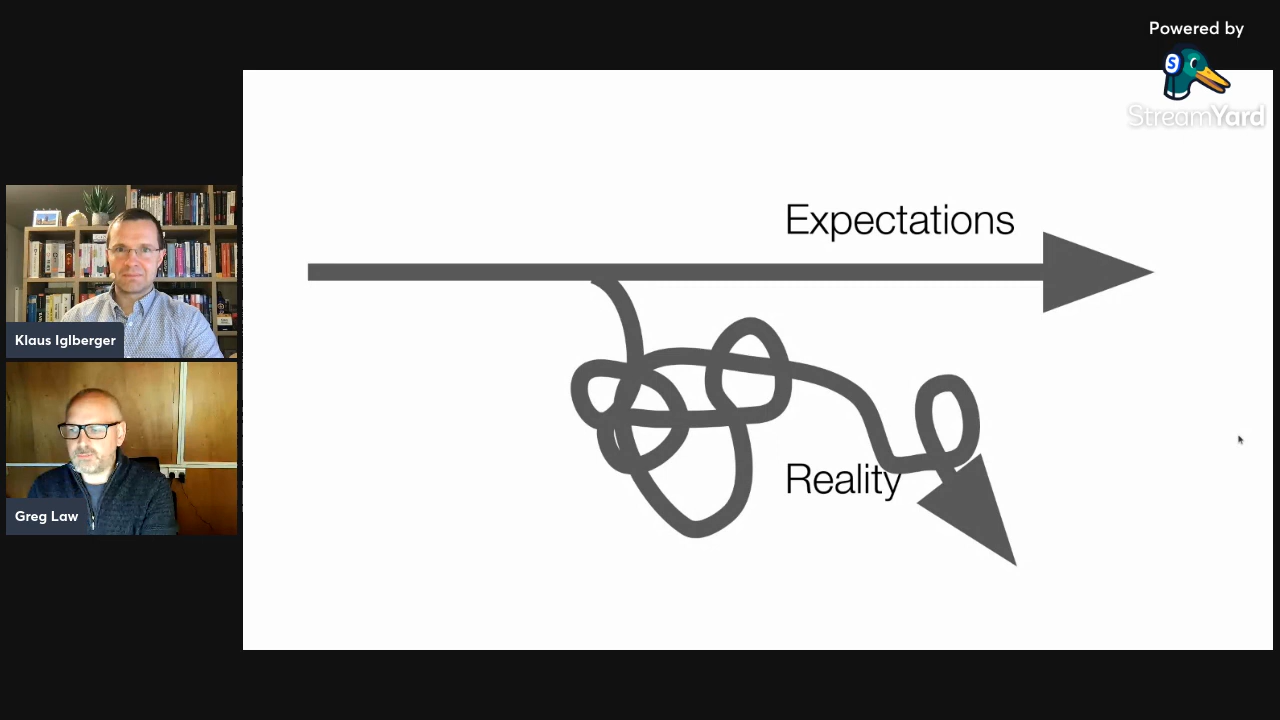 Powered by
S
StreamYard
Expectations
Reality
Klaus Iglberger
Greg Law